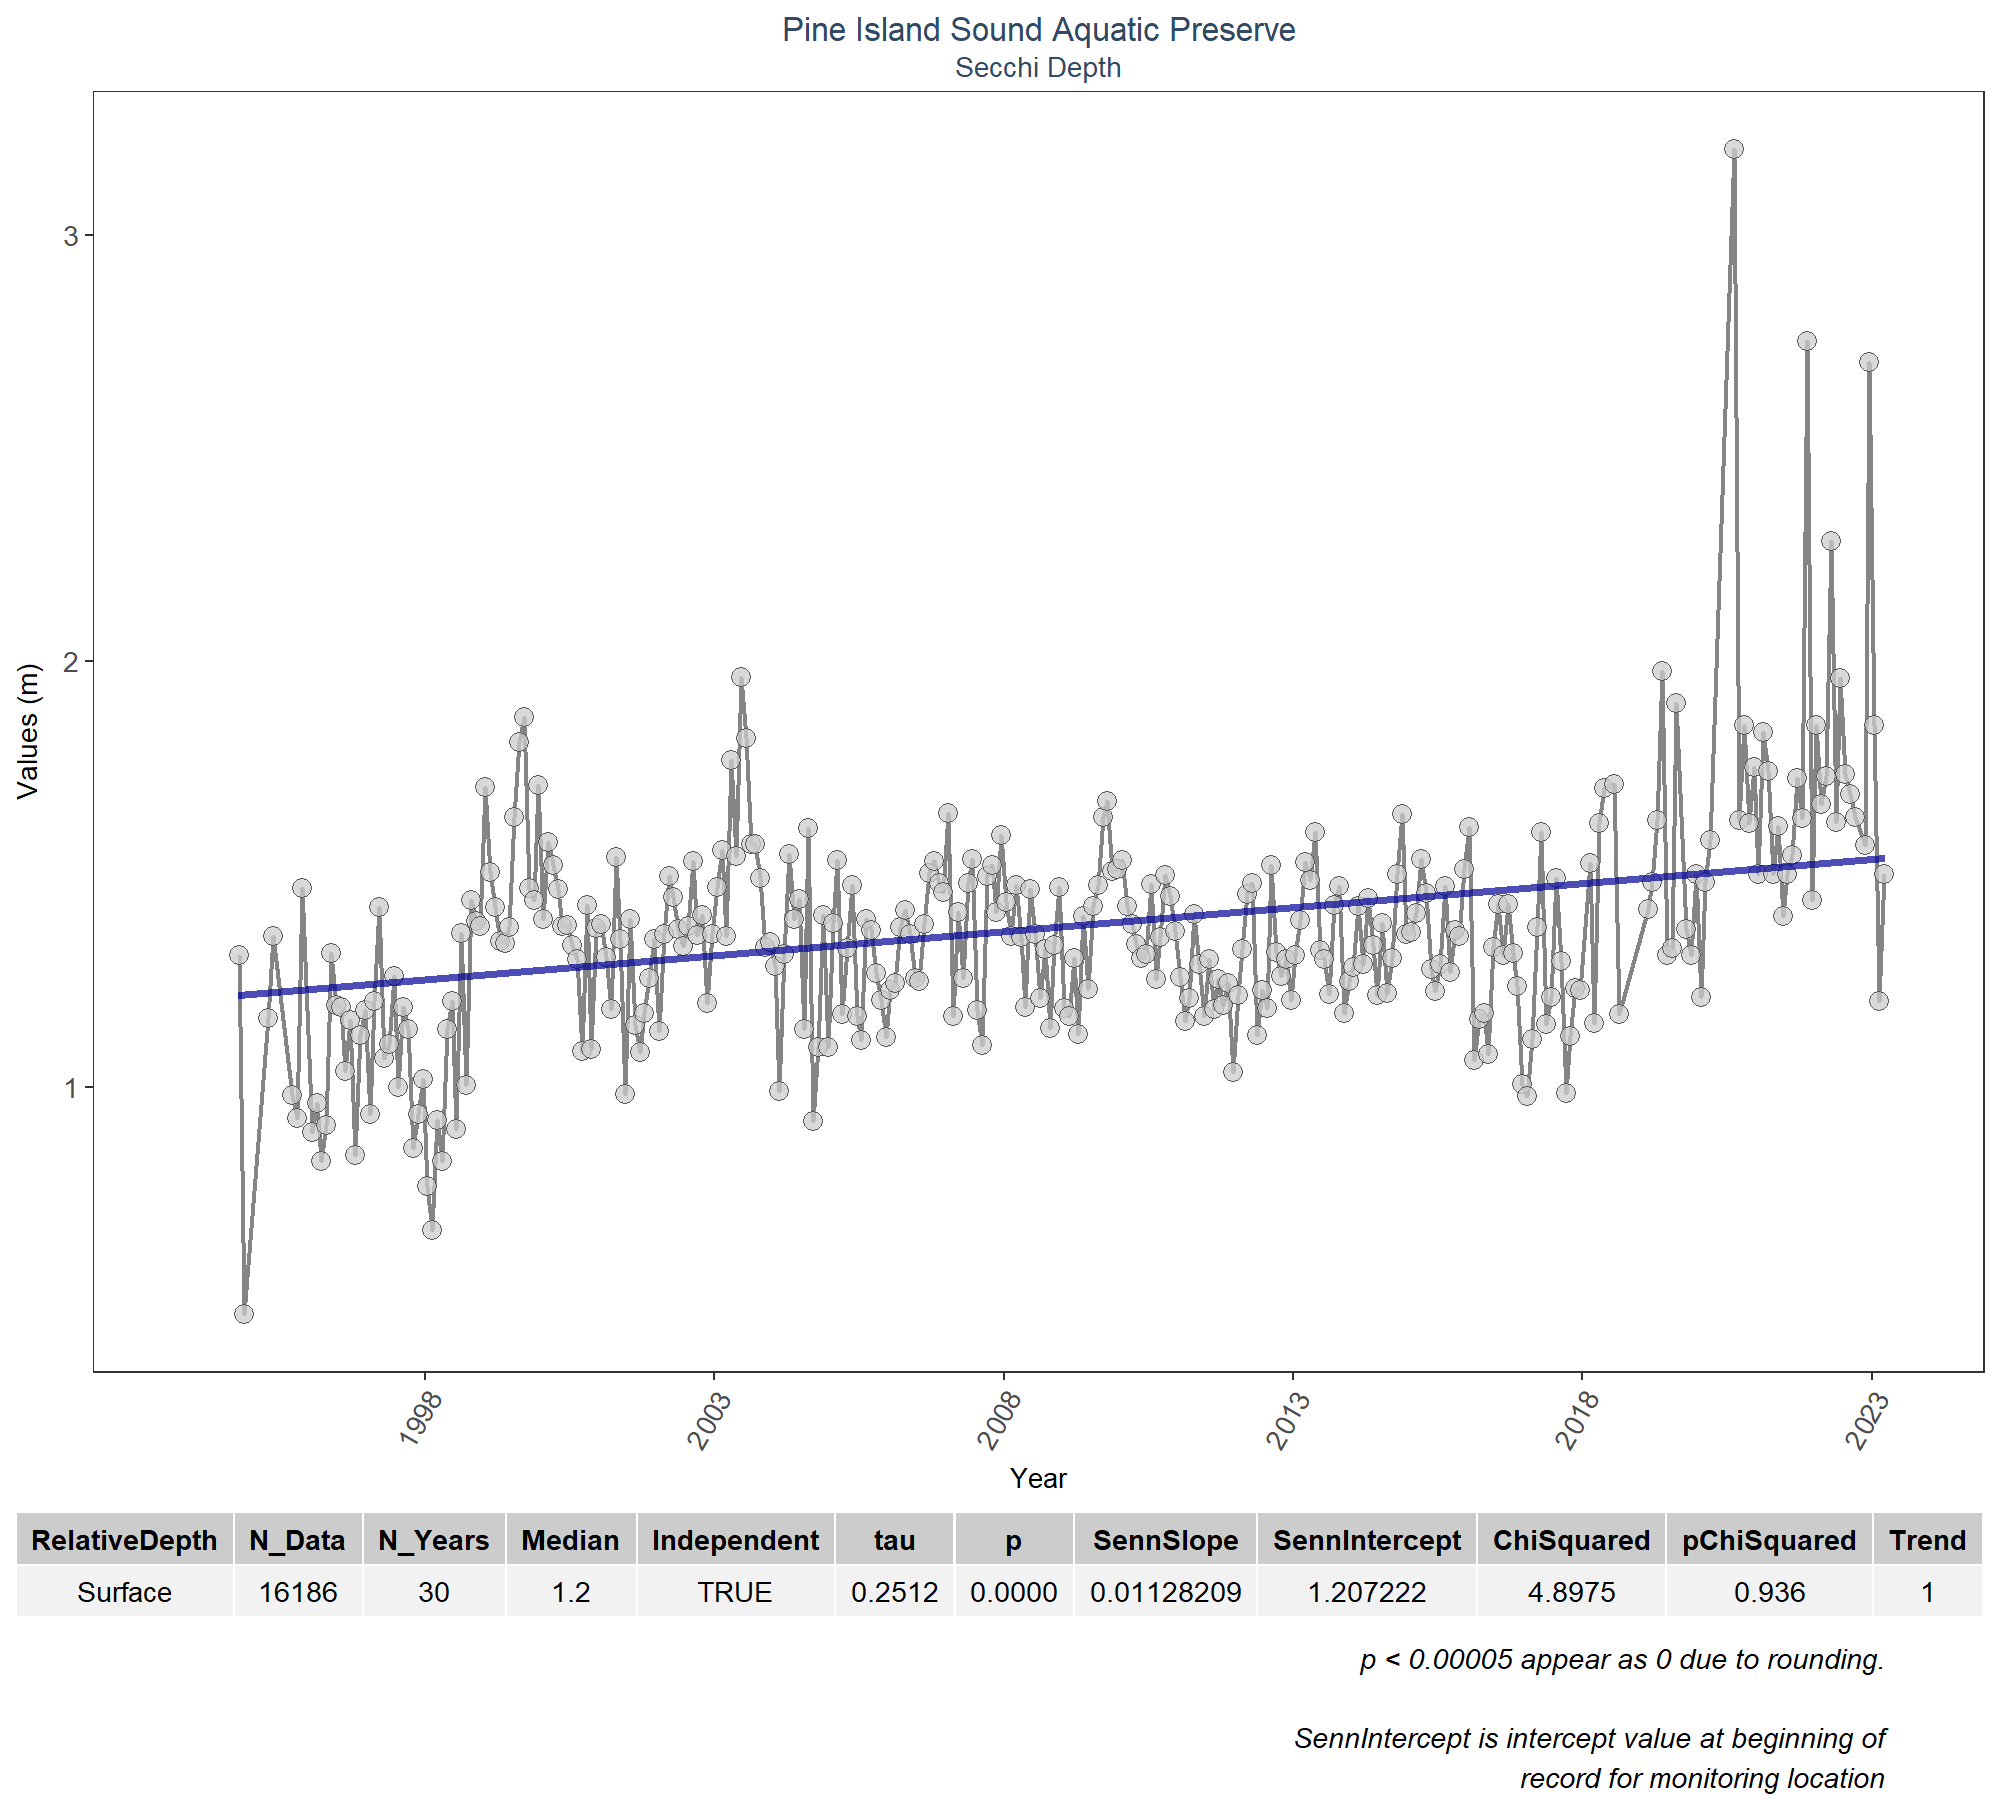 Pine Island Sound Aquatic Preserve
Secchi Depth
Values (m)
3
2
1
1998 2003 2008 2013 2018 2023
Year
RelativeDepth N_Data N_Years Median Independent tau p SennSlope SennIntercept ChiSquared pChiSquared Trend
Surface 16186 30 1.2 TRUE 0.2512 0.0000 0.01128209 1.207222 4.8975 0.936 1
p < 0.00005 appear as 0 due to rounding.
SennIntercept is intercept value at beginning of
record for monitoring location